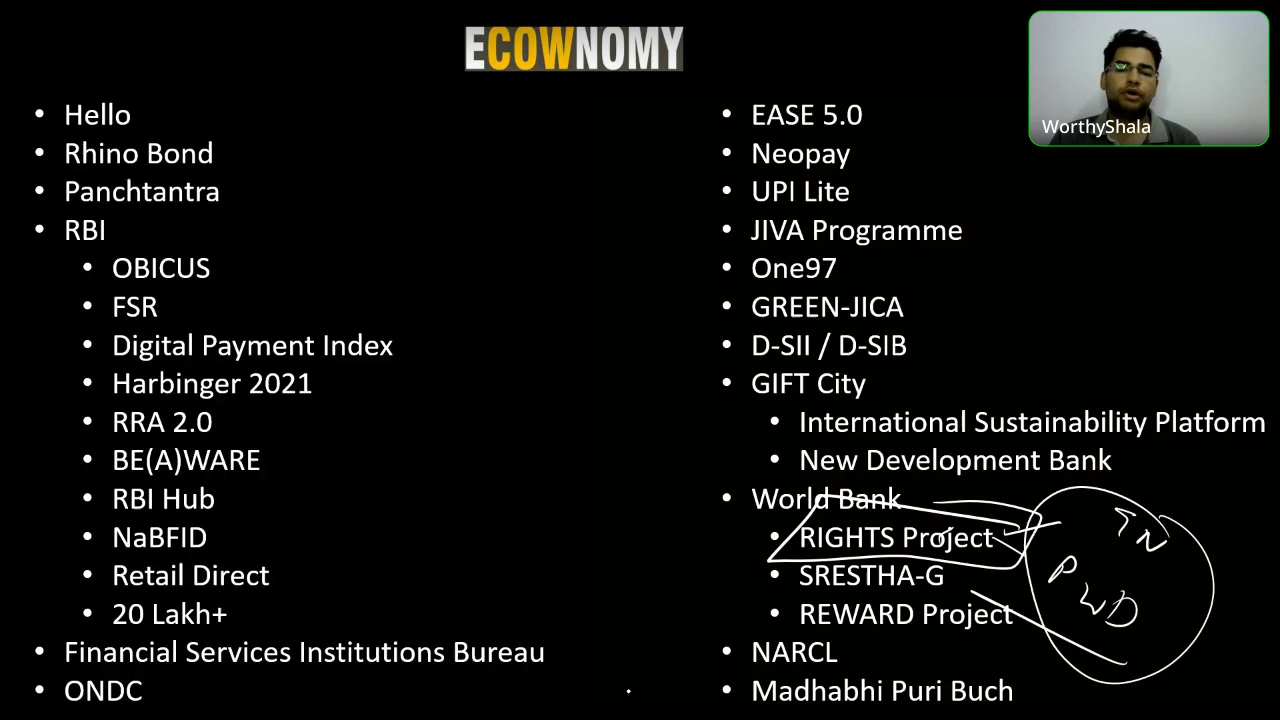 ECOWNOMY
WorthyShala
• Hello
• Rhino Bond
• Panchtantra
• RBI
• OBICUS
• FSR
• Digital Payment Index
• Harbinger 2021
• RRA 2.0
• BE(A)WARE
• RBI Hub
• NaBFID
• Retail Direct
• 20 Lakh+
• Financial Services Institutions Bureau
• ONDC
• EASE 5.0
• Neopay
• UPI Lite
• JIVA Programme
• One97
• GREEN-JICA
• D-SII / D-SIB
• GIFT City
• International Sustainability Platform
• New Development Bank
• World Bank
• RIGHTS Project
• SRESTHA-G
• REWARD Project
• NARCL
• Madhabhi Puri Buch
TN
PWD